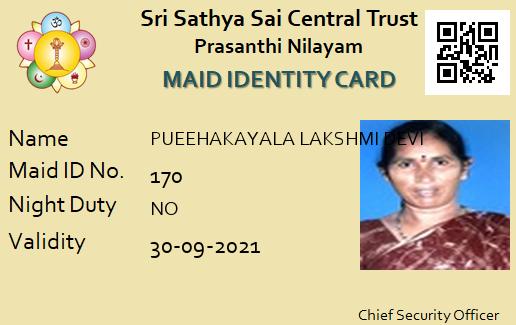 Sri Sathya Sai Central Trust
Prasanthi Nilayam
MAID IDENTITY CARD
Name PUEEHAKAYALA LAKSHMI DEVI
Maid ID No. 170
Night Duty NO
Validity 30-09-2021
Chief Security Officer